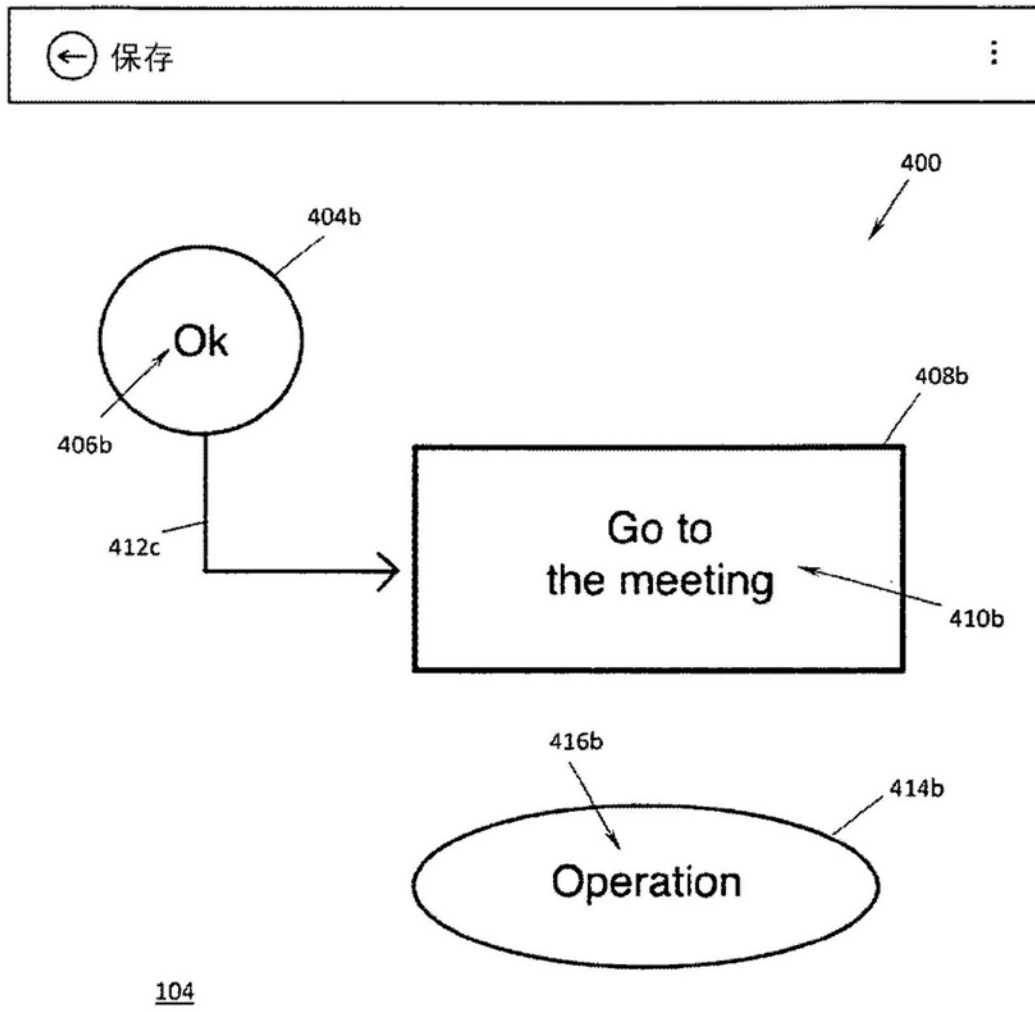 保存
400
404b
Ok
406b
408b
412c
Go to
the meeting
410b
416b
414b
Operation
104